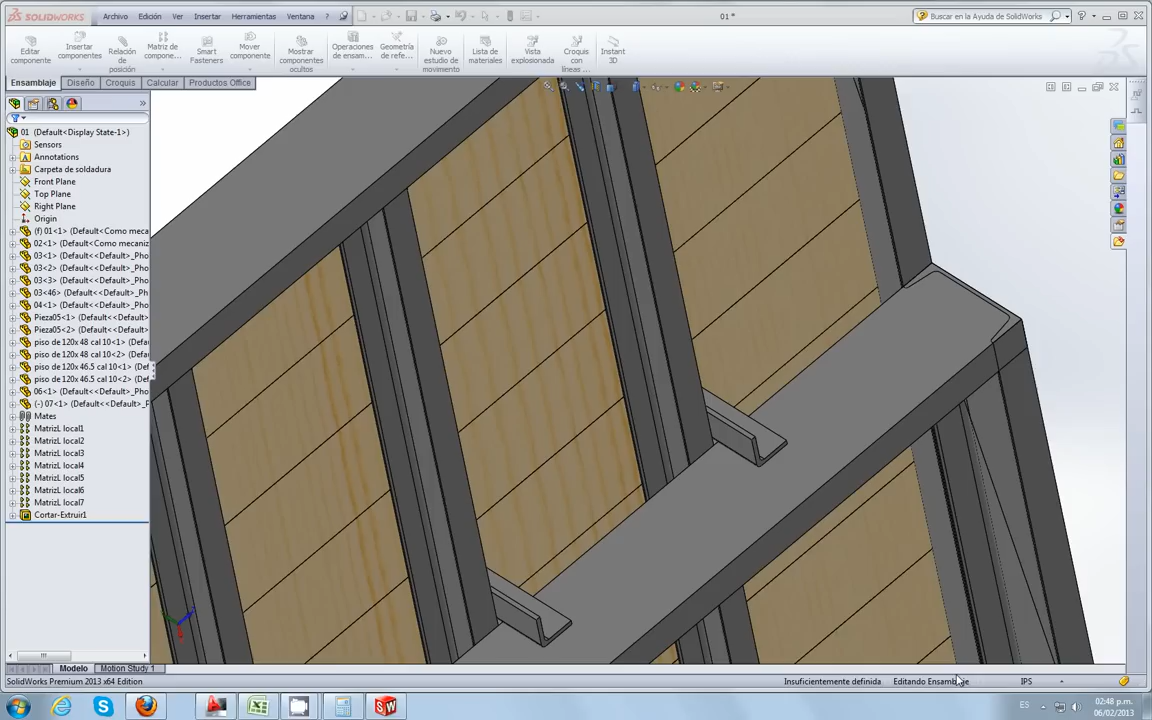 SOLIDWORKS Archivo Edición Ver Insertar Herramientas Ventana ? 01 * Buscar en la Ayuda de SolidWorks
Editar componente
Insertar componentes
Relación de posición
Matriz de compone...
Smart Fasteners
Mover componente
Mostrar componentes ocultos
Operaciones de ensam...
Geometría de refe...
Nuevo estudio de movimiento
Lista de materiales
Vista explosionada
Croquis con líneas ...
Instant 3D
Ensamblaje Diseño Croquis Calcular Productos Office
01 (Default<Display State-1>)
Sensors
Annotations
Carpeta de soldadura
Front Plane
Top Plane
Right Plane
Origin
(f) 01<1> (Default<Como meca
02<1> (Default<Como mecaniz
03<1> (Default<<Default>_Pho
03<2> (Default<<Default>_Pho
03<3> (Default<<Default>_Pho
03<46> (Default<<Default>_Pho
04<1> (Default<<Default>_Pho
Pieza05<1> (Default<<Default>
Pieza05<2> (Default<<Default>
piso de 120x 48 cal 10<1> (Defa
piso de 120x 48 cal 10<2> (Defa
piso de 120x 46.5 cal 10<1> (Def
piso de 120x 46.5 cal 10<2> (Def
06<1> (Default<<Default>_Pho
(-) 07<1> (Default<<Default>_P
Mates
MatrizL local1
MatrizL local2
MatrizL local3
MatrizL local4
MatrizL local5
MatrizL local6
MatrizL local7
Cortar-Extruir1
Modelo Motion Study 1
SolidWorks Premium 2013 x64 Edition Insuficientemente definida Editando Ensamblaje IPS
ES 02:48 p.m.
06/02/2013